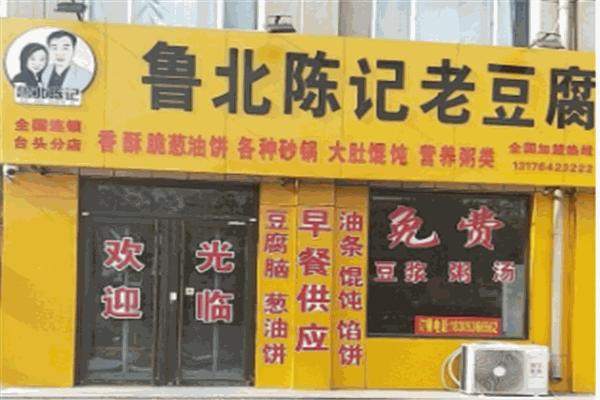 鲁北陈记老豆腐
鲁北陈记
全国连锁
台头分店
香酥脆葱油饼 各种砂锅 大肚馄饨 营养粥类
全国加盟热线
13176425222
欢迎
光临
豆腐脑 葱油饼
早餐供应
油条 馄饨 馅饼
免费
豆浆 粥 汤